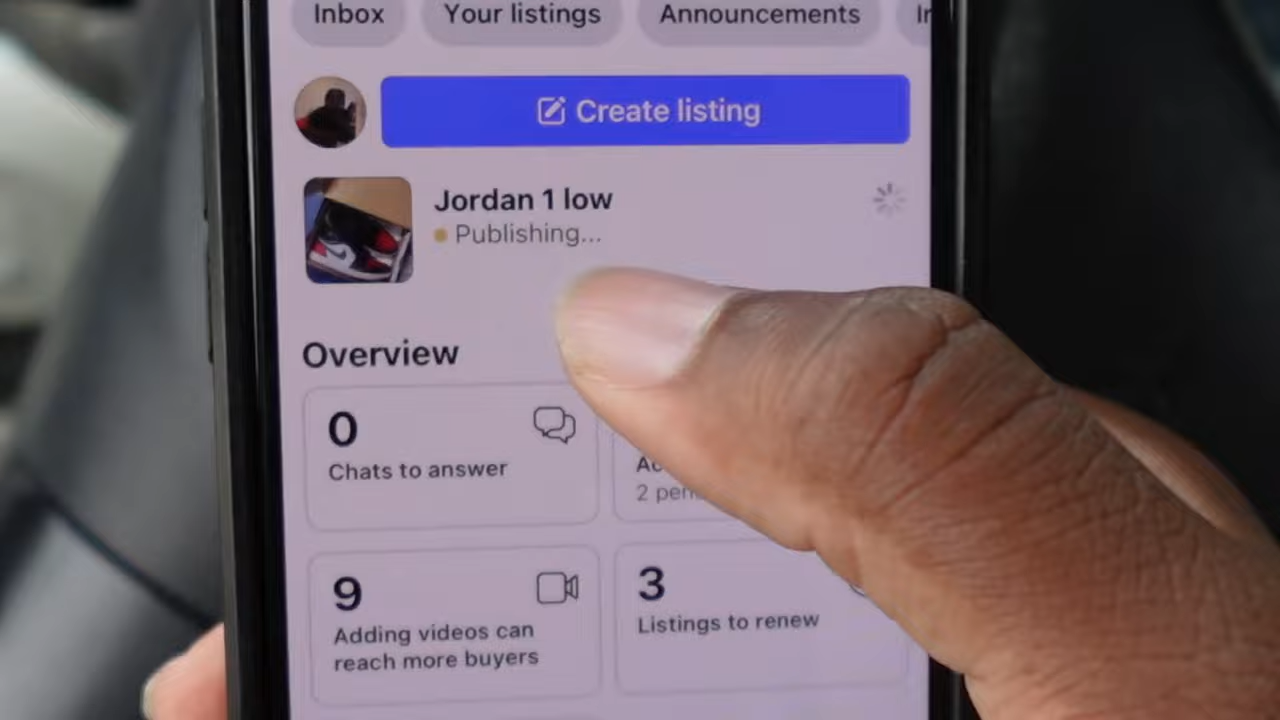 Inbox
Your listings
Announcements
Create listing
Jordan 1 low
Publishing...
Overview
0
Chats to answer
2
9
Adding videos can
reach more buyers
3
Listings to renew